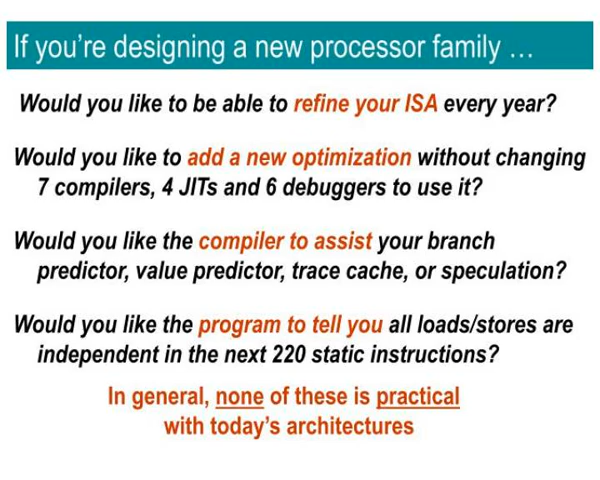 If you're designing a new processor family ...
Would you like to be able to refine your ISA every year?
Would you like to add a new optimization without changing
7 compilers, 4 JITs and 6 debuggers to use it?
Would you like the compiler to assist your branch
predictor, value predictor, trace cache, or speculation?
Would you like the program to tell you all loads/stores are
independent in the next 220 static instructions?
In general, none of these is practical
with today's architectures